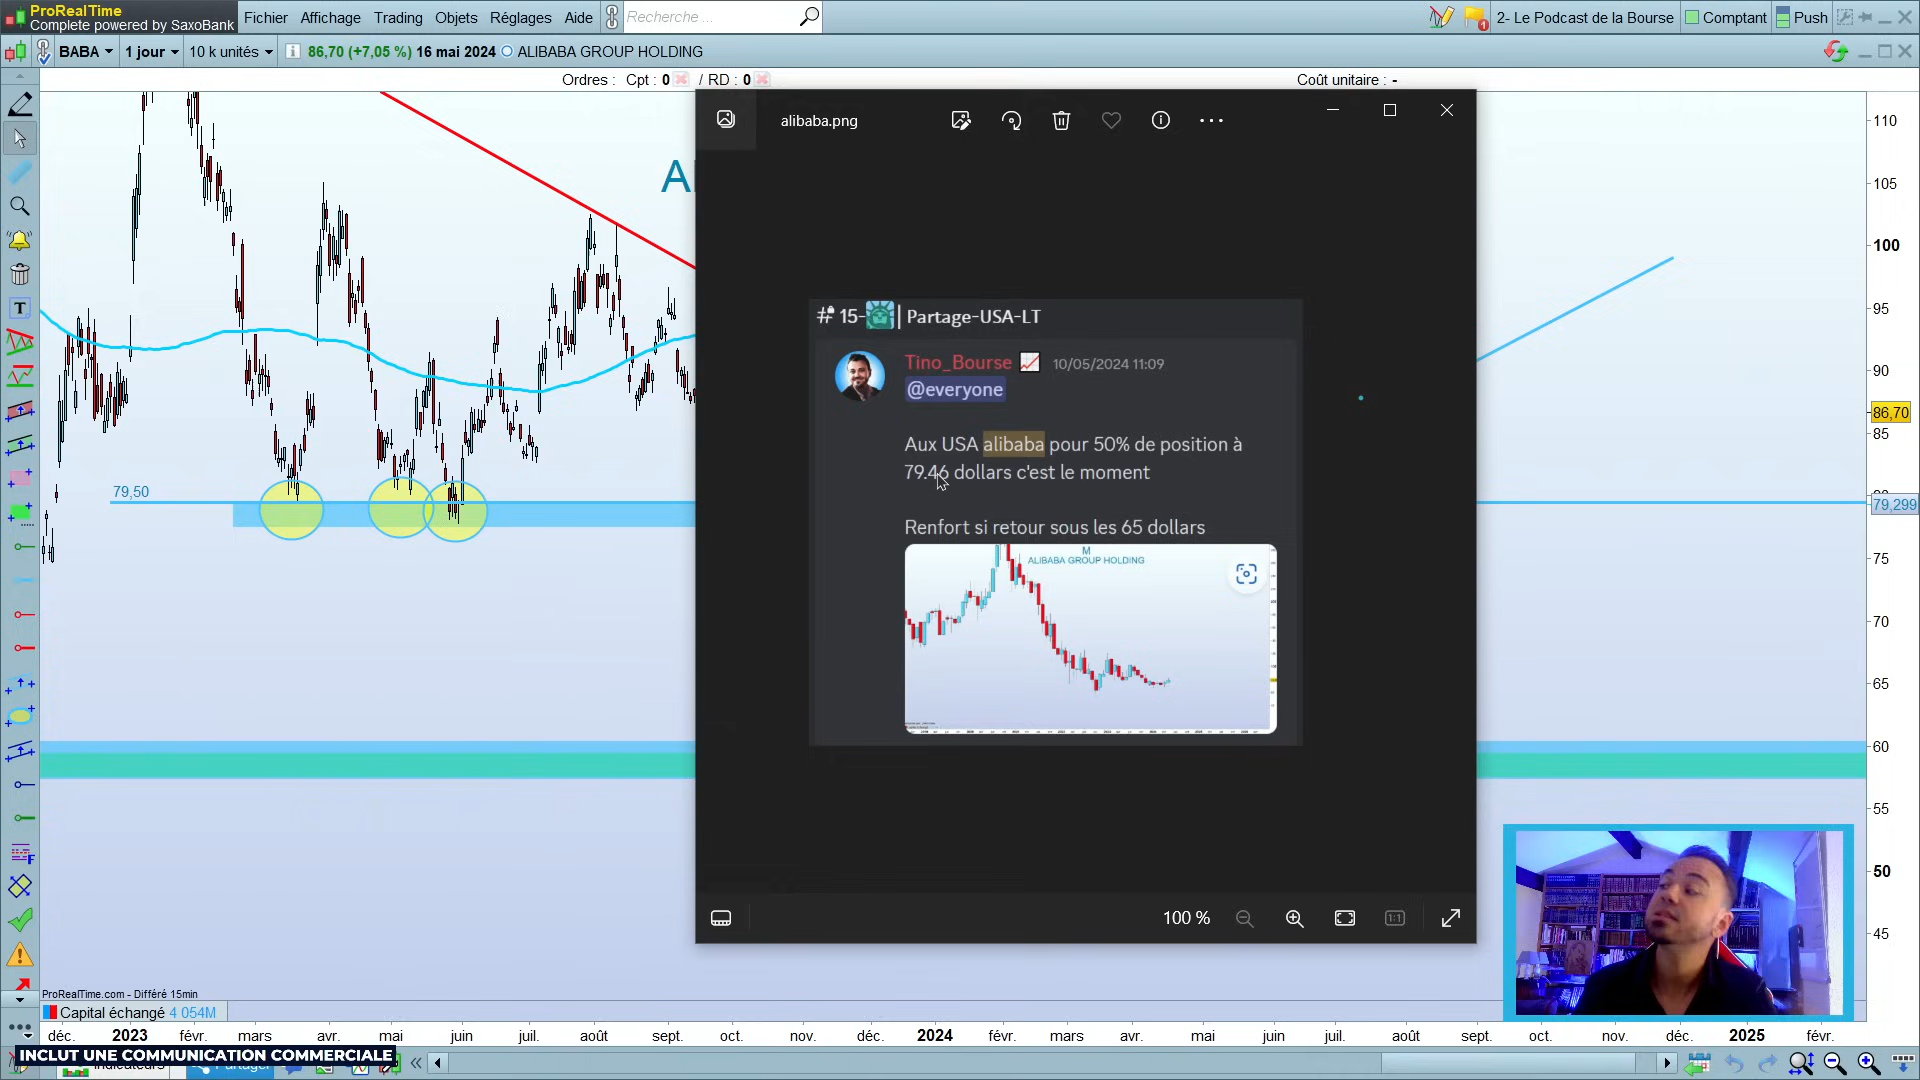 ProRealTime
Complete powered by SaxoBank
Fichier Affichage Trading Objets Réglages Aide
Recherche ...
2- Le Podcast de la Bourse
Comptant
Push
BABA 1 jour 10 k unités 86,70 (+7,05 %) 16 mai 2024 ALIBABA GROUP HOLDING
Ordres : Cpt : 0 / RD : 0
Coût unitaire : -
alibaba.png
A
# 15- | Partage-USA-LT
Tino_Bourse 10/05/2024 11:09
@everyone
Aux USA alibaba pour 50% de position à
79.46 dollars c'est le moment
Renfort si retour sous les 65 dollars
M
ALIBABA GROUP HOLDING
79,50
110
105
100
95
90
86,70
85
79,299
75
70
65
60
55
50
45
100 %
1:1
ProRealTime.com - Différé 15min
Capital échangé 4 054M
déc. 2023 févr. mars avr. mai juin juil. août sept. oct. nov. 2024 févr. mars avr. mai juin juil. août sept. oct. nov. déc. 2025 févr.
INCLUT UNE COMMUNICATION COMMERCIALE